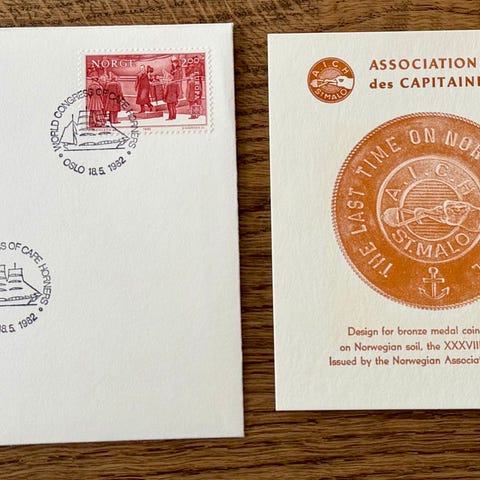 NORGE 2.00
EUROPA
WORLD CONGRESS OF CAPE HORNERS
• OSLO 18.5. 1982 •
SS OF CAPE HORNERS
18.5. 1982
A.I.C.H
ST. MALO
ASSOCIATION
des CAPITAINE
THE LAST TIME ON NOR
A.I.C.H
ST. MALO
Design for bronze medal coin
on Norwegian soil, the XXXVIII
Issued by the Norwegian Associat